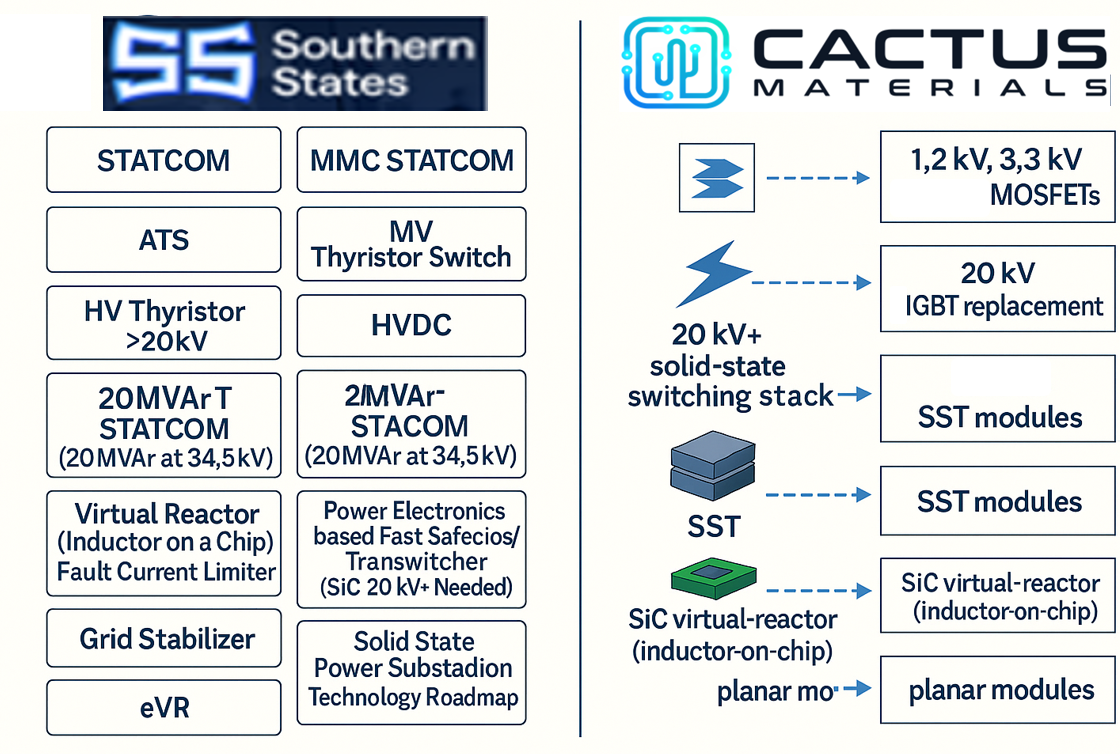 SS Southern
States
STATCOM
MMC STATCOM
ATS
MV
Thyristor Switch
HV Thyristor
>20kV
HVDC
20MVAr T
STATCOM
(20MVAr at 34,5kV)
2/MVAr-
STACOM
(20MVAr at 34,5kV)
Virtual Reactor
(Inductor on a Chip)
Fault Current Limiter
Power Electronics
based Fast Safecios/
Transwitcher
(SiC 20 kV+ Needed)
Grid Stabilizer
Solid State
Power Substadion
Technology Roadmap
eVR
CACTUS
MATERIALS
1,2 kV, 3,3 kV
MOSFETs
20 kV
IGBT replacement
20 kV+
solid-state
switching stack
SST modules
SST
SST modules
SiC virtual-reactor
(inductor-on-chip)
SiC virtual-reactor
(inductor-on-chip)
planar mo
planar modules